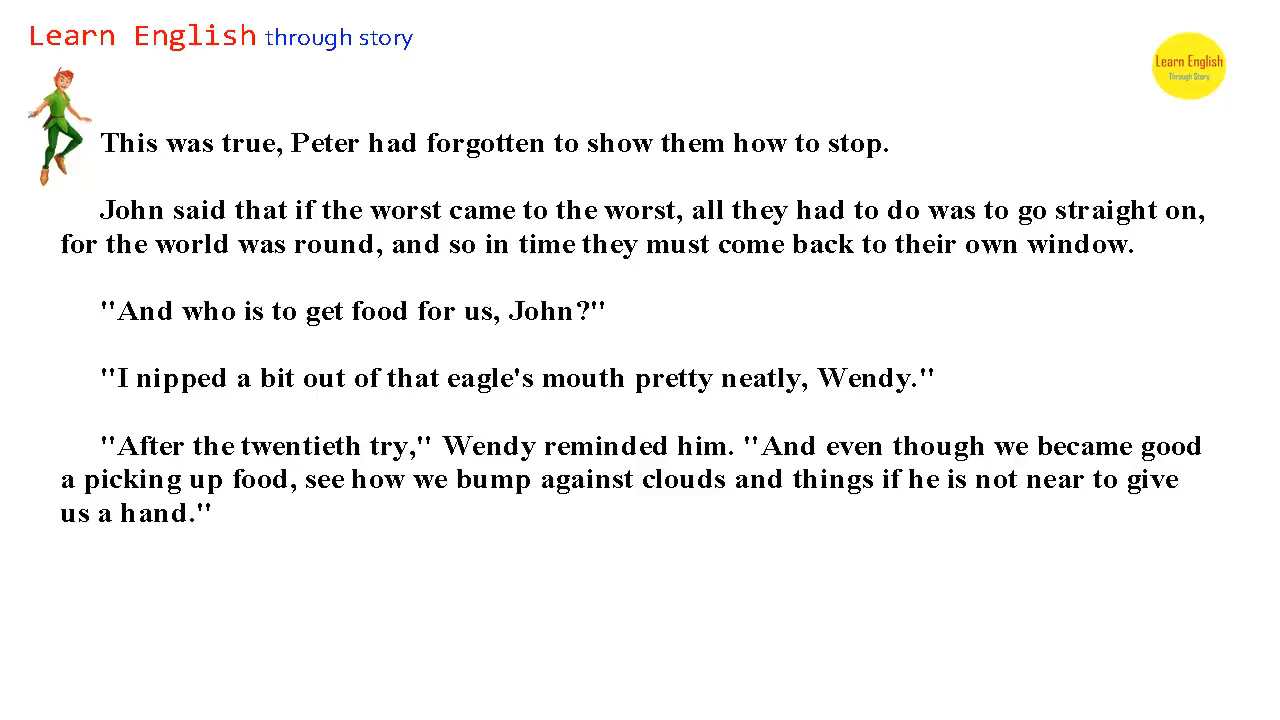 Learn English through story
Learn English
Through Story
This was true, Peter had forgotten to show them how to stop.
John said that if the worst came to the worst, all they had to do was to go straight on,
for the world was round, and so in time they must come back to their own window.
"And who is to get food for us, John?"
"I nipped a bit out of that eagle's mouth pretty neatly, Wendy."
"After the twentieth try," Wendy reminded him. "And even though we became good
a picking up food, see how we bump against clouds and things if he is not near to give
us a hand."